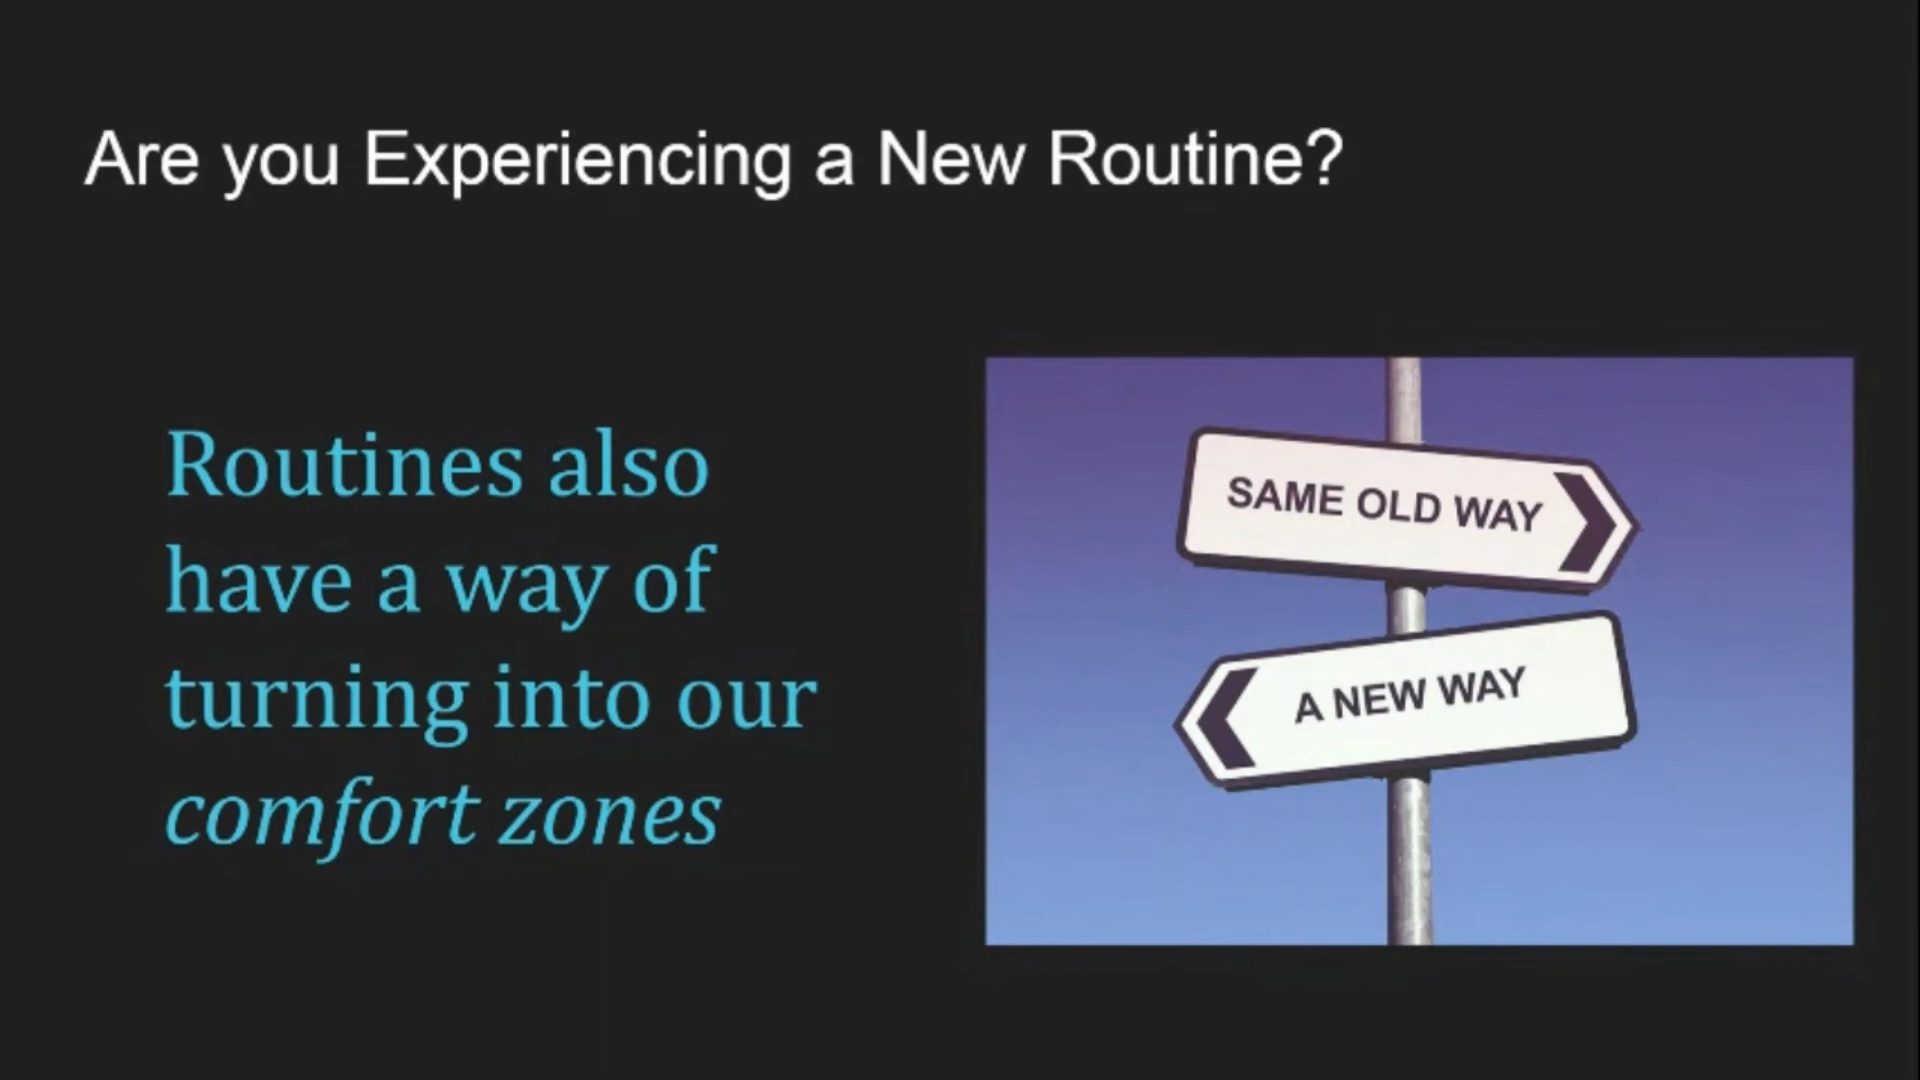 Are you Experiencing a New Routine?
Routines also
have a way of
turning into our
comfort zones
SAME OLD WAY
A NEW WAY